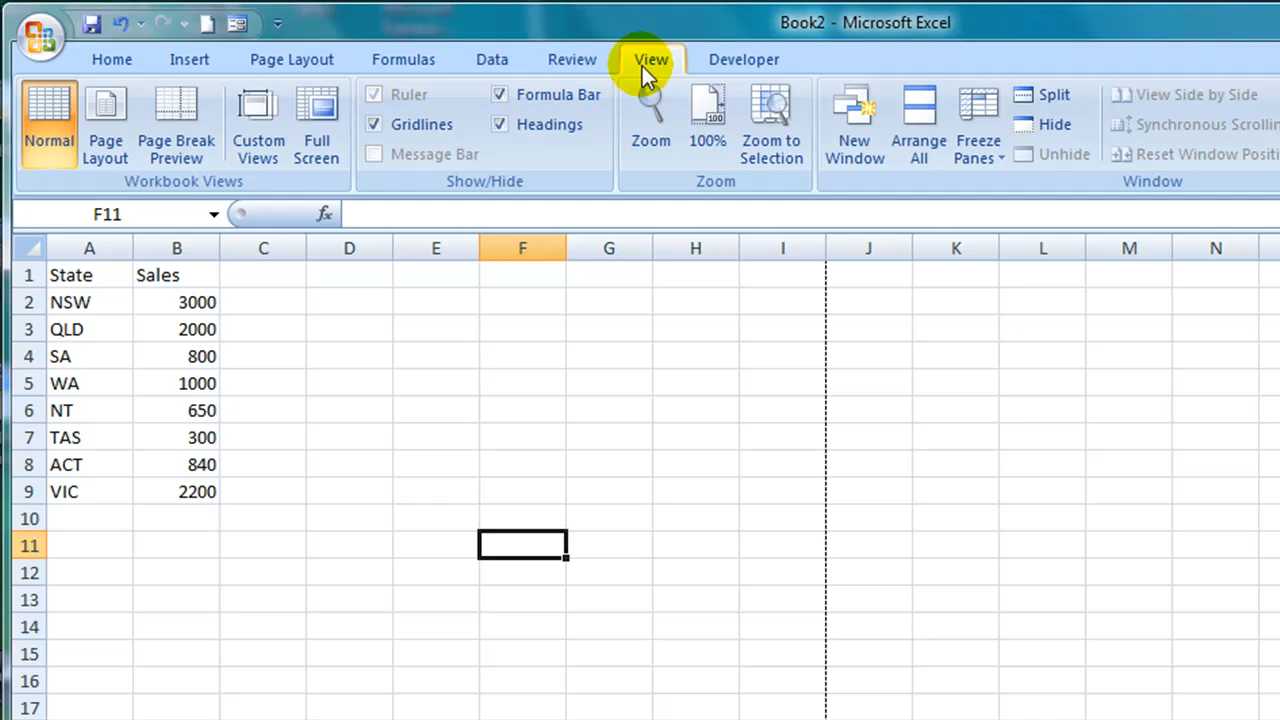 Book2 - Microsoft Excel
Home Insert Page Layout Formulas Data Review View Developer
Normal Page Layout Page Break Preview Custom Views Full Screen
Workbook Views
Ruler Formula Bar
Gridlines Headings
Message Bar
Show/Hide
Zoom 100% Zoom to Selection
Zoom
New Window Arrange All Freeze Panes
Split View Side by Side
Hide Synchronous Scrollin
Unhide Reset Window Positi
Window
F11 fx
A B C D E F G H I J K L M N
1 State Sales
2 NSW 3000
3 QLD 2000
4 SA 800
5 WA 1000
6 NT 650
7 TAS 300
8 ACT 840
9 VIC 2200
10
11
12
13
14
15
16
17